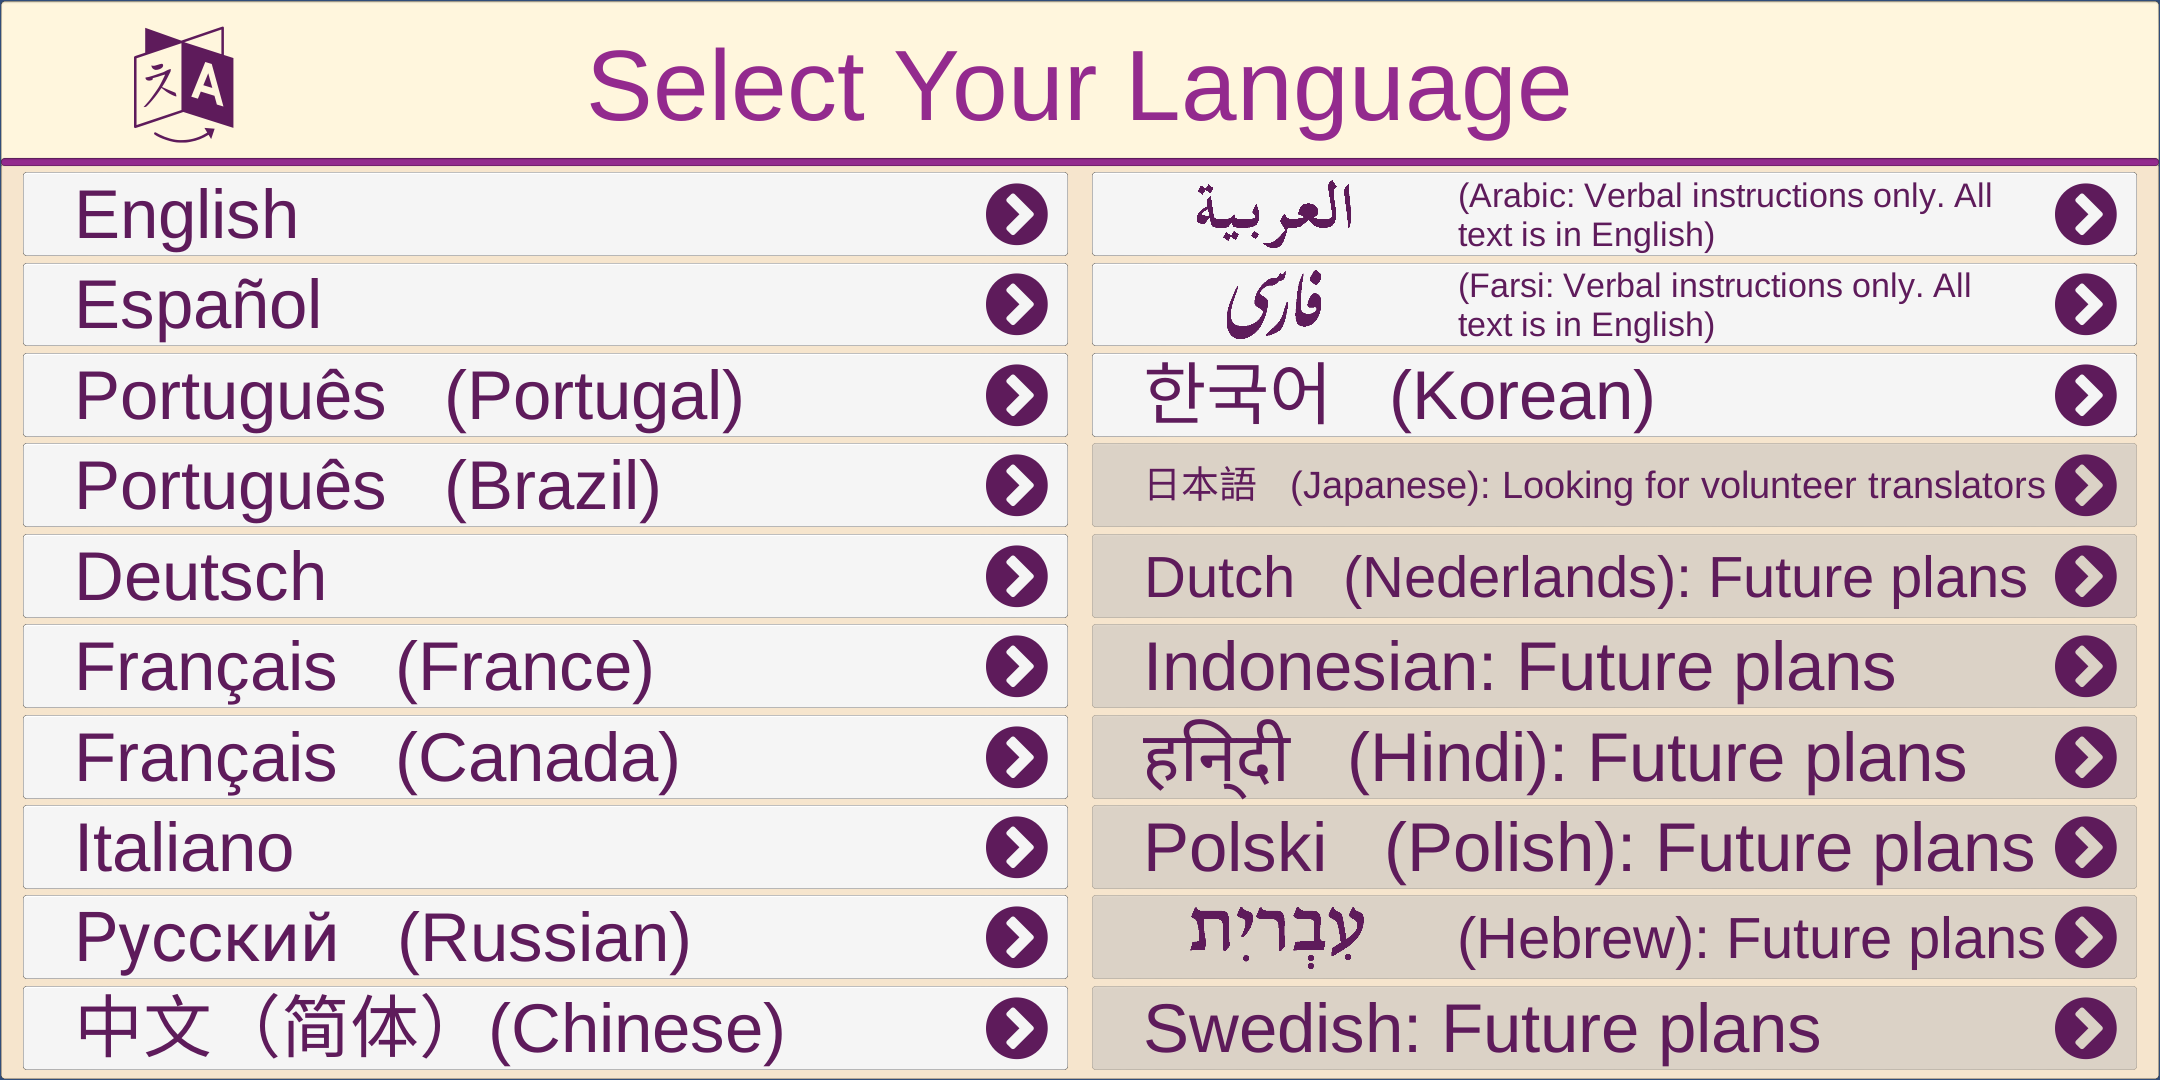 Select Your Language
English
Español
Português (Portugal)
Português (Brazil)
Deutsch
Français (France)
Français (Canada)
Italiano
Русский (Russian)
中文（简体）(Chinese)
العربية (Arabic: Verbal instructions only. All
text is in English)
فارسی (Farsi: Verbal instructions only. All
text is in English)
한국어 (Korean)
日本語 (Japanese): Looking for volunteer translators
Dutch (Nederlands): Future plans
Indonesian: Future plans
हनि्दी (Hindi): Future plans
Polski (Polish): Future plans
עִבְרִית (Hebrew): Future plans
Swedish: Future plans